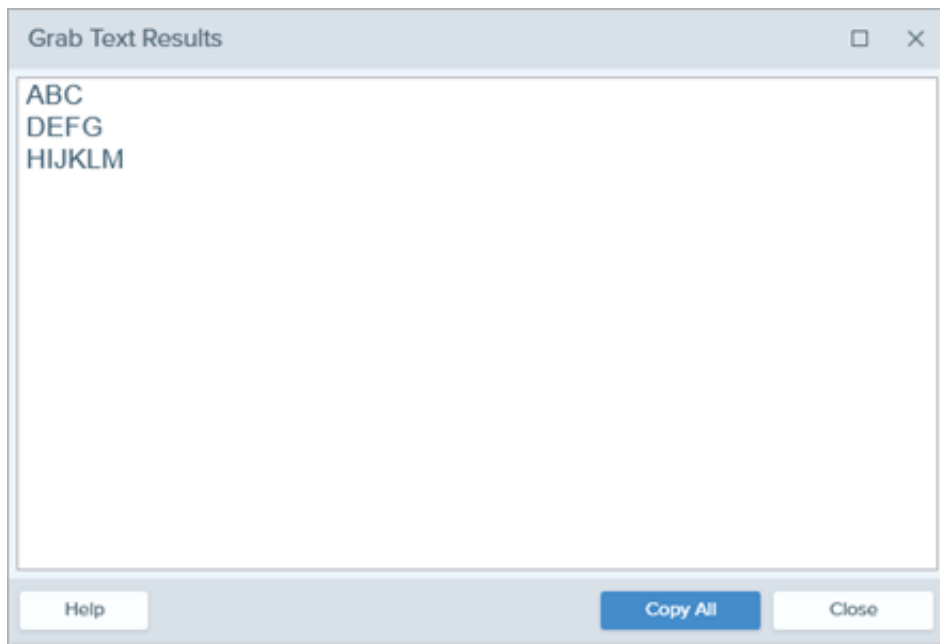 Grab Text Results
ABC
DEFG
HIJKLM
Help
Copy All
Close